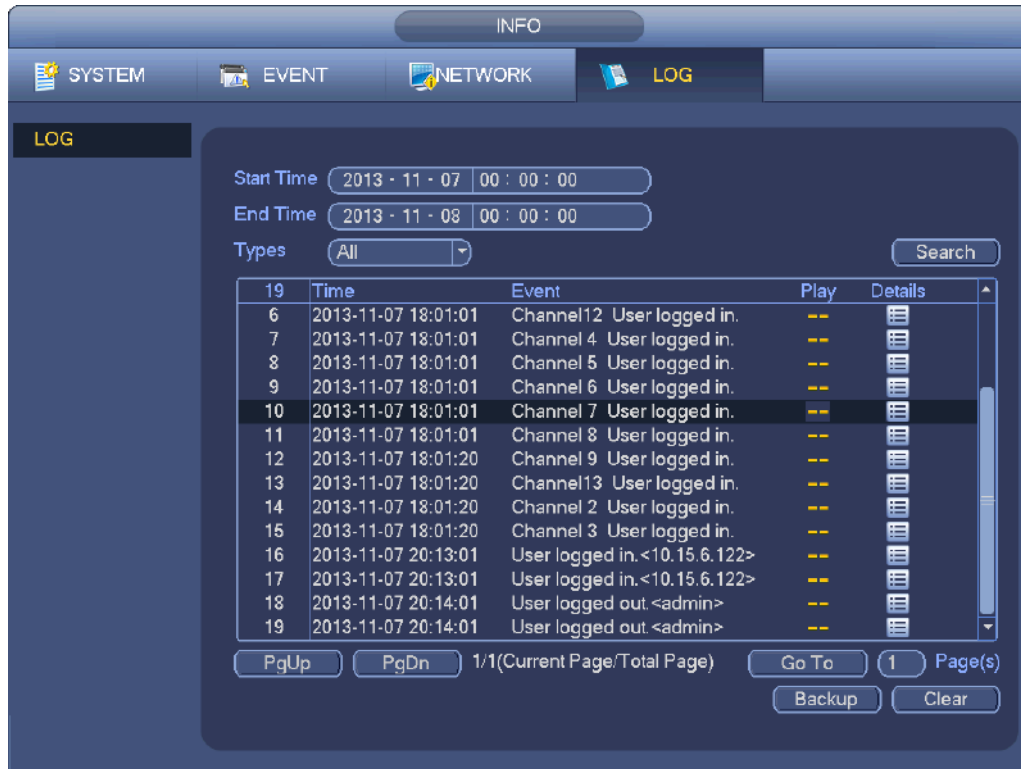 INFO
SYSTEM EVENT NETWORK LOG
LOG
Start Time 2013 - 11 - 07 00 : 00 : 00
End Time 2013 - 11 - 08 00 : 00 : 00
Types All Search
19 Time Event Play Details
6 2013-11-07 18:01:01 Channel12 User logged in. --
7 2013-11-07 18:01:01 Channel 4 User logged in. --
8 2013-11-07 18:01:01 Channel 5 User logged in. --
9 2013-11-07 18:01:01 Channel 6 User logged in. --
10 2013-11-07 18:01:01 Channel 7 User logged in. --
11 2013-11-07 18:01:01 Channel 8 User logged in. --
12 2013-11-07 18:01:20 Channel 9 User logged in. --
13 2013-11-07 18:01:20 Channel13 User logged in. --
14 2013-11-07 18:01:20 Channel 2 User logged in. --
15 2013-11-07 18:01:20 Channel 3 User logged in. --
16 2013-11-07 20:13:01 User logged in.<10.15.6.122> --
17 2013-11-07 20:13:01 User logged in.<10.15.6.122> --
18 2013-11-07 20:14:01 User logged out.<admin> --
19 2013-11-07 20:14:01 User logged out.<admin> --
PgUp PgDn 1/1(Current Page/Total Page) Go To 1 Page(s)
Backup Clear